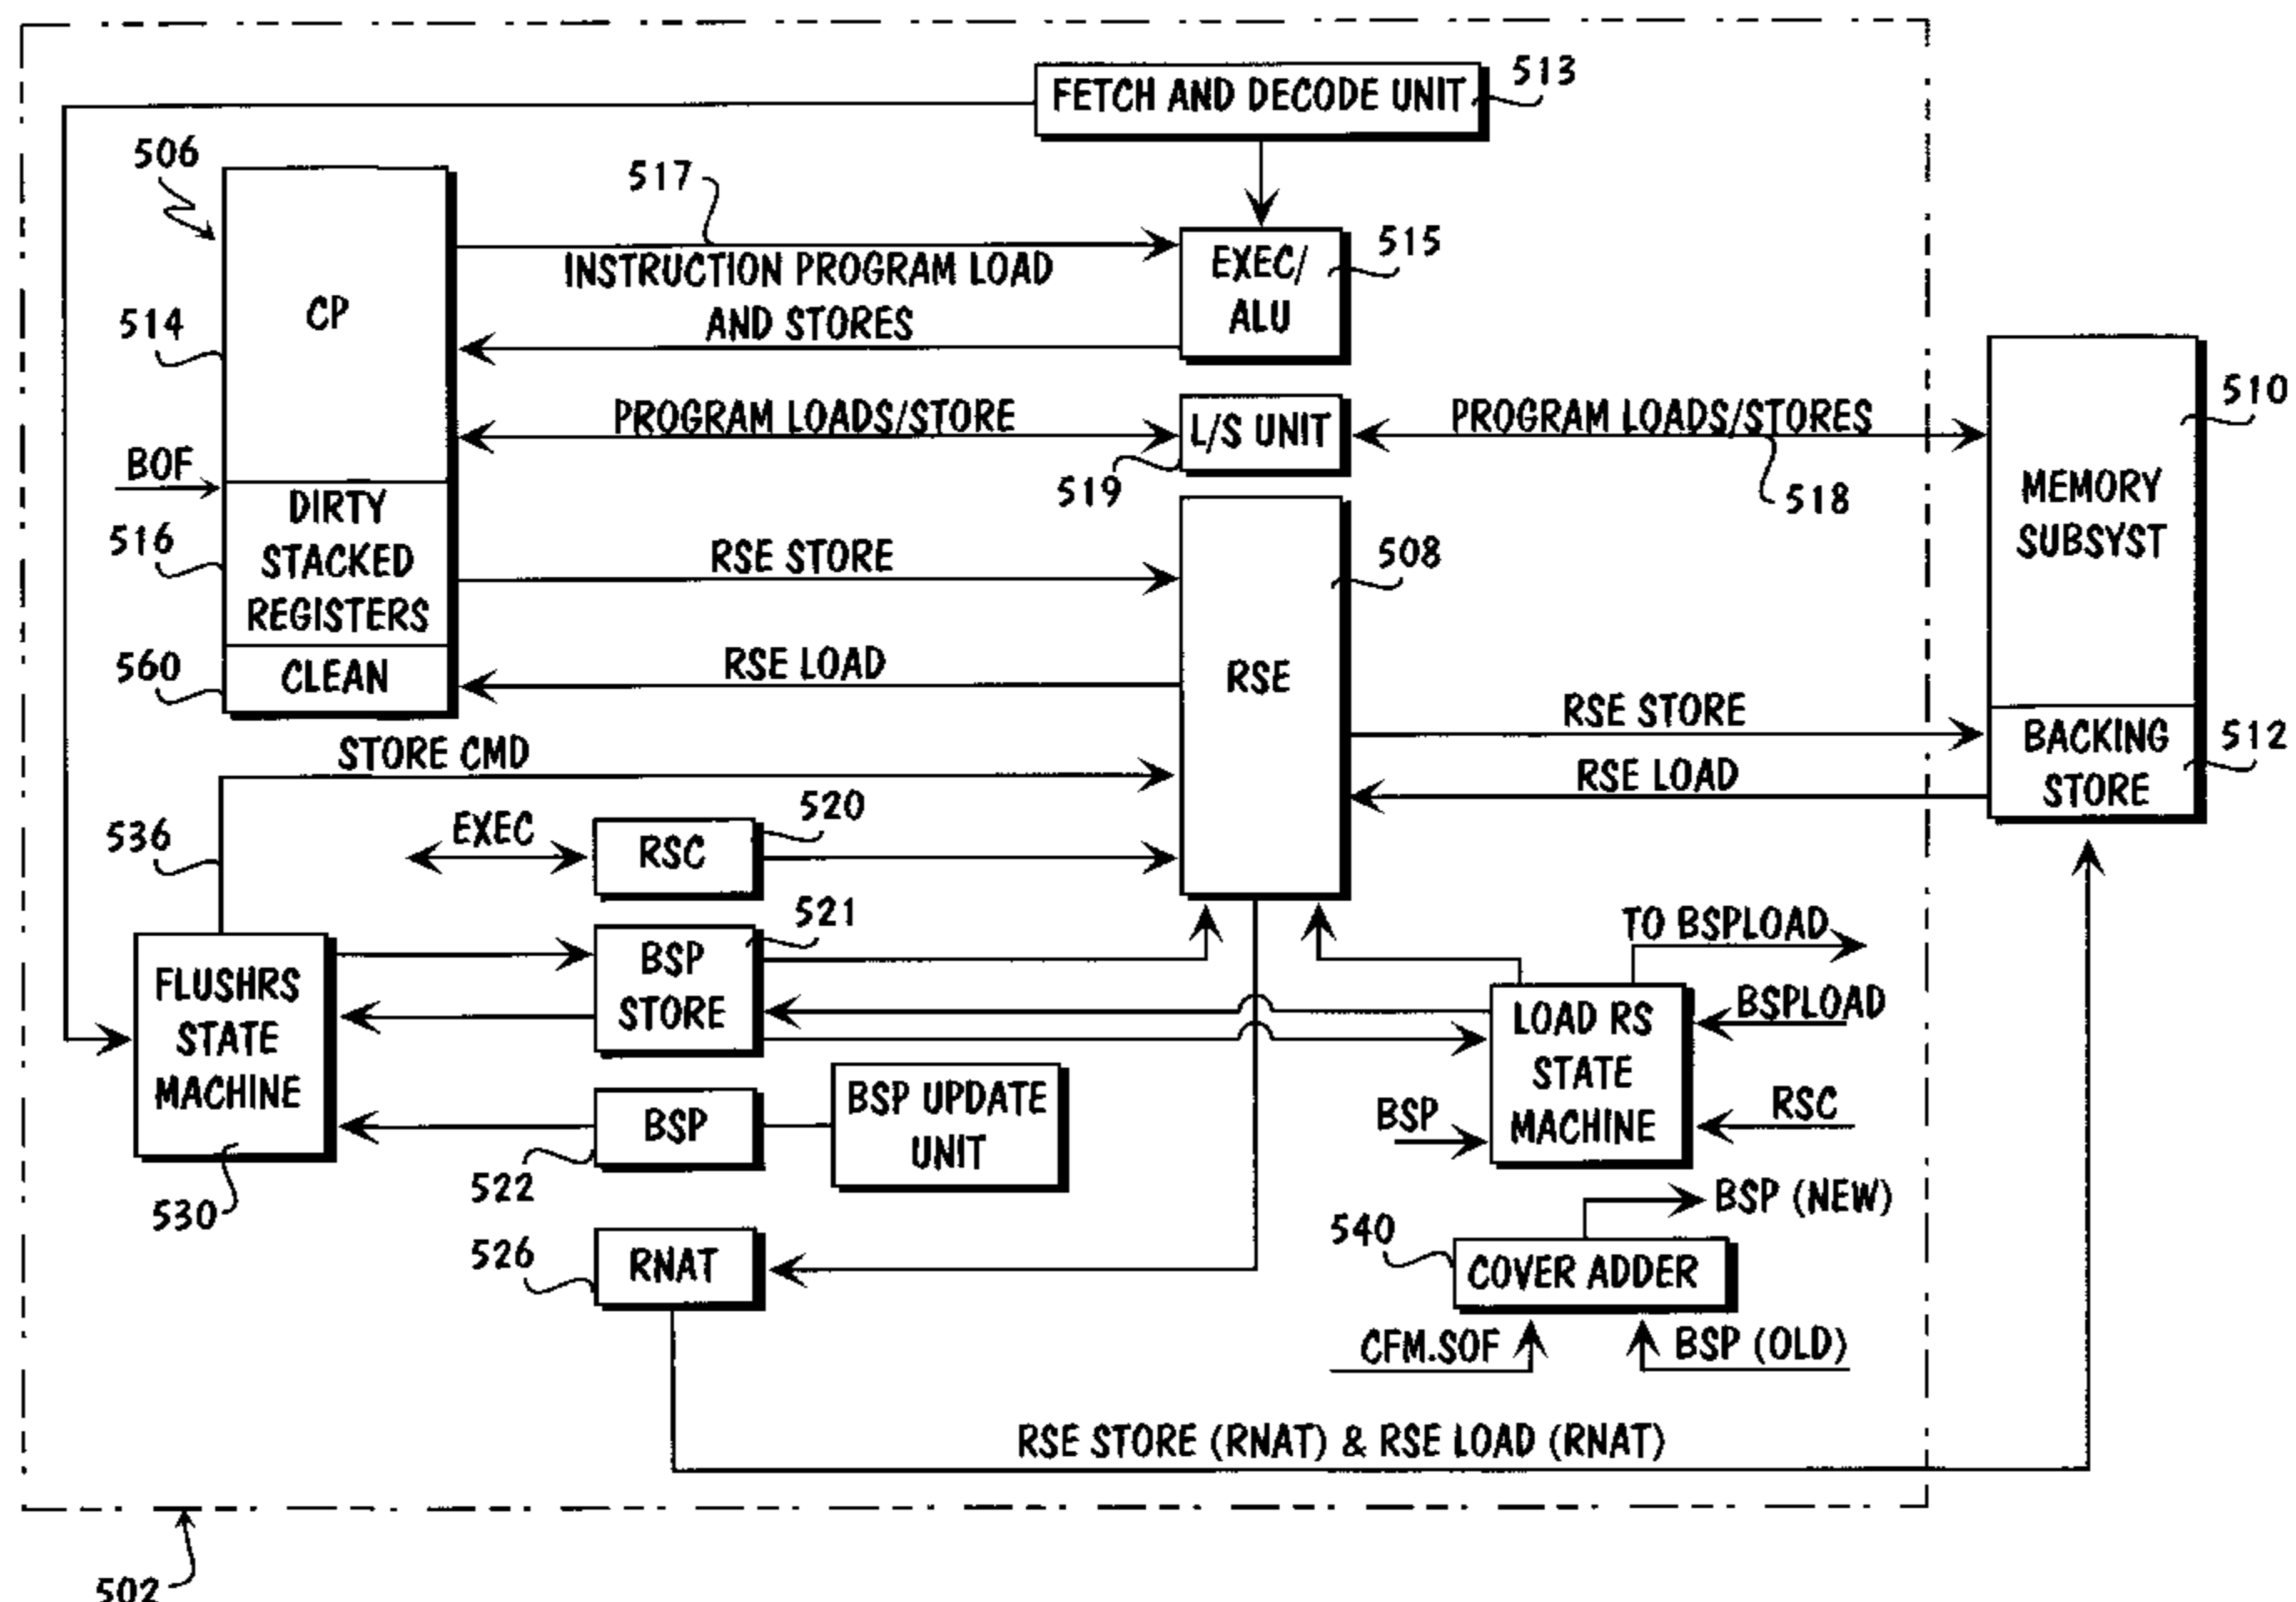 FETCH AND DECODE UNIT
513
506
517
INSTRUCTION PROGRAM LOAD
AND STORES
EXEC/
ALU
515
CP
514
PROGRAM LOADS/STORE
L/S UNIT
519
PROGRAM LOADS/STORES
518
510
MEMORY
SUBSYST
BOF
DIRTY
STACKED
REGISTERS
516
RSE STORE
508
RSE LOAD
RSE
560
CLEAN
RSE STORE
RSE LOAD
BACKING
STORE
512
STORE CMD
536
EXEC
RSC
520
521
BSP
STORE
TO BSPLOAD
FLUSHRS
STATE
MACHINE
530
LOAD RS
STATE
MACHINE
BSPLOAD
RSC
BSP
BSP
522
BSP UPDATE
UNIT
BSP (NEW)
526
RNAT
540
COVER ADDER
CFM.SOF
BSP (OLD)
RSE STORE (RNAT) & RSE LOAD (RNAT)
502